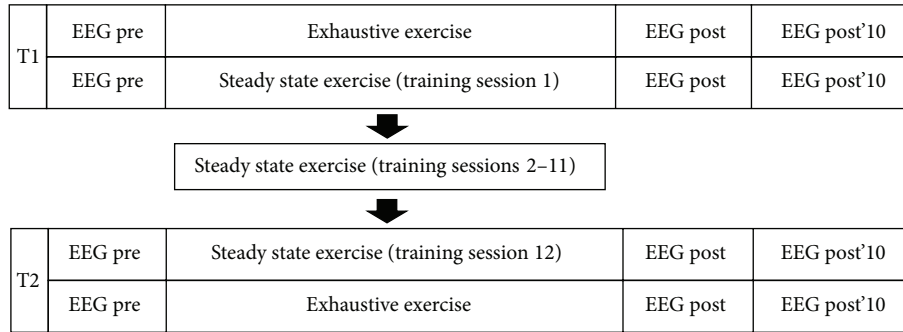 T1
EEG pre Exhaustive exercise EEG post EEG post'10
EEG pre Steady state exercise (training session 1) EEG post EEG post'10
Steady state exercise (training sessions 2–11)
T2
EEG pre Steady state exercise (training session 12) EEG post EEG post'10
EEG pre Exhaustive exercise EEG post EEG post'10